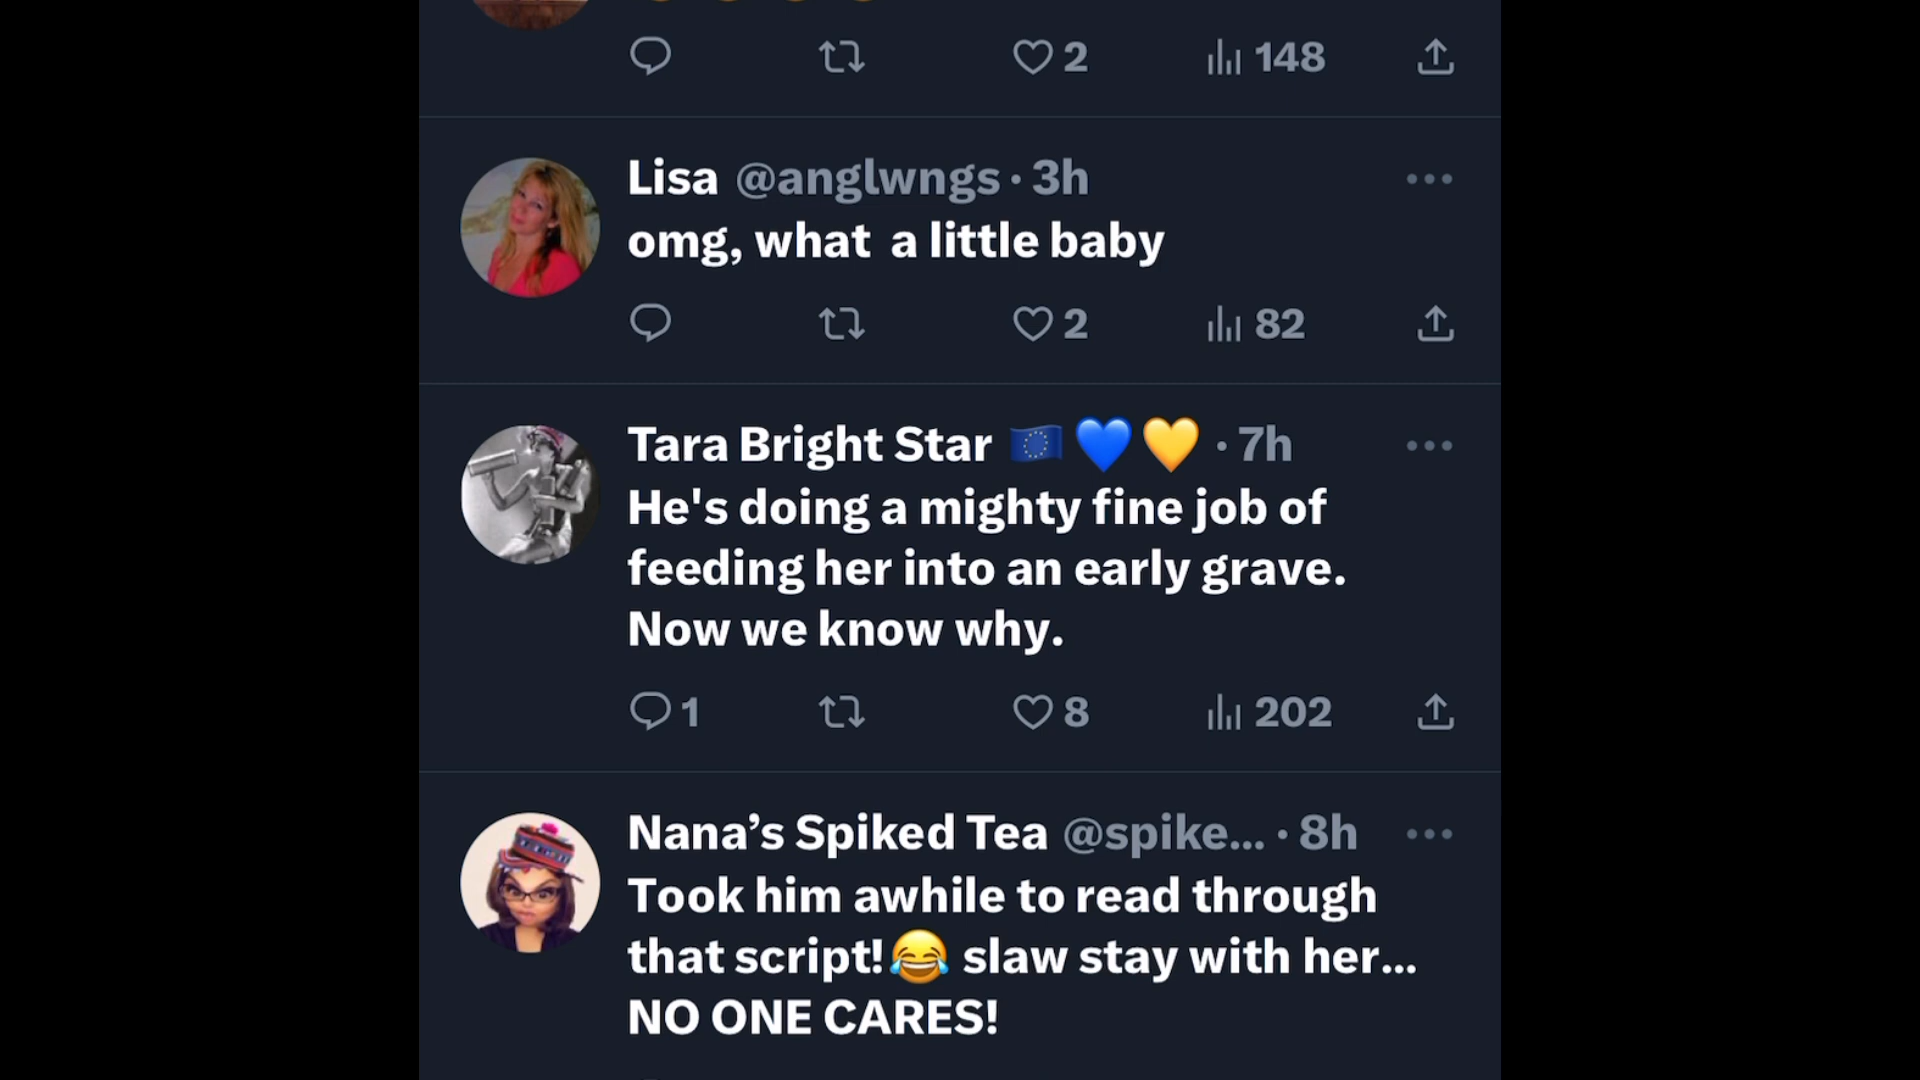 2 148
Lisa @anglwngs · 3h
omg, what a little baby
2 82
Tara Bright Star 🇪🇺 💙 💛 · 7h
He's doing a mighty fine job of
feeding her into an early grave.
Now we know why.
1 8 202
Nana’s Spiked Tea @spike... · 8h
Took him awhile to read through
that script!😂 slaw stay with her...
NO ONE CARES!